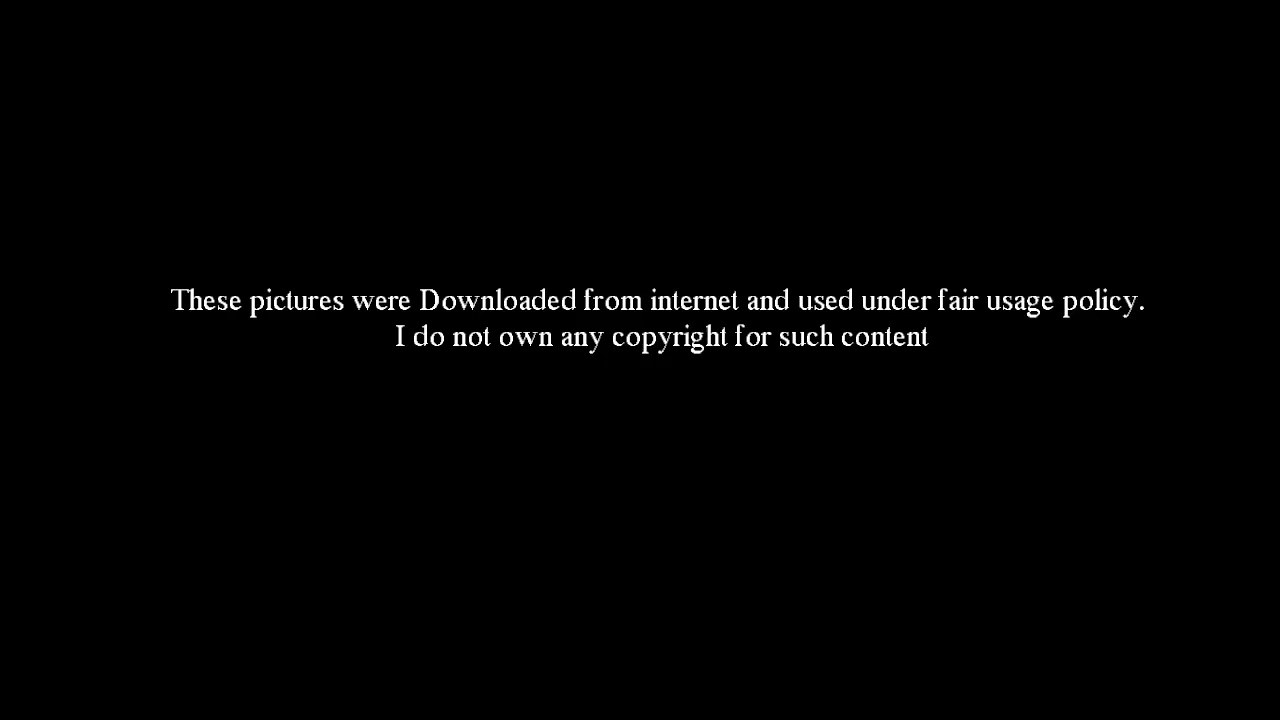 These pictures were Downloaded from internet and used under fair usage policy.
I do not own any copyright for such content